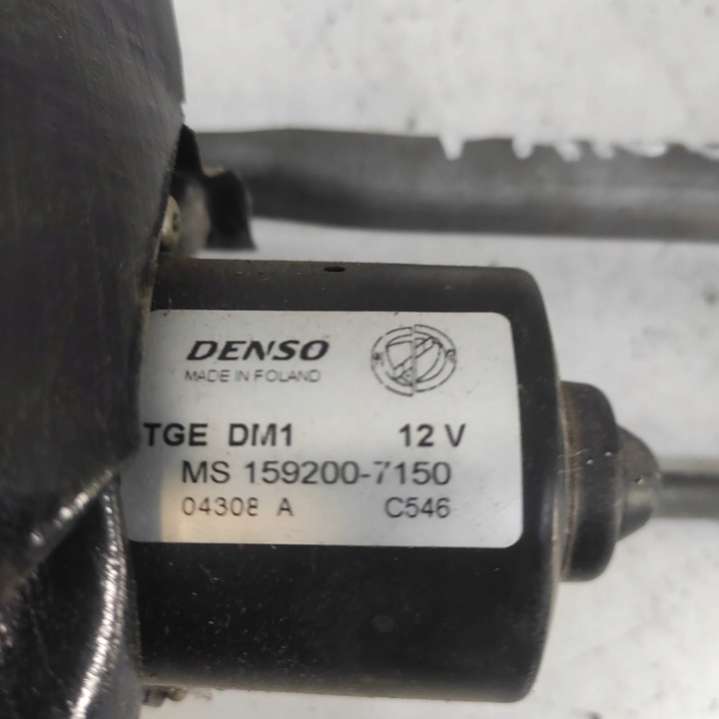 DENSO
MADE IN POLAND
TGE DM1 12 V
MS 159200-7150
04308 A C546